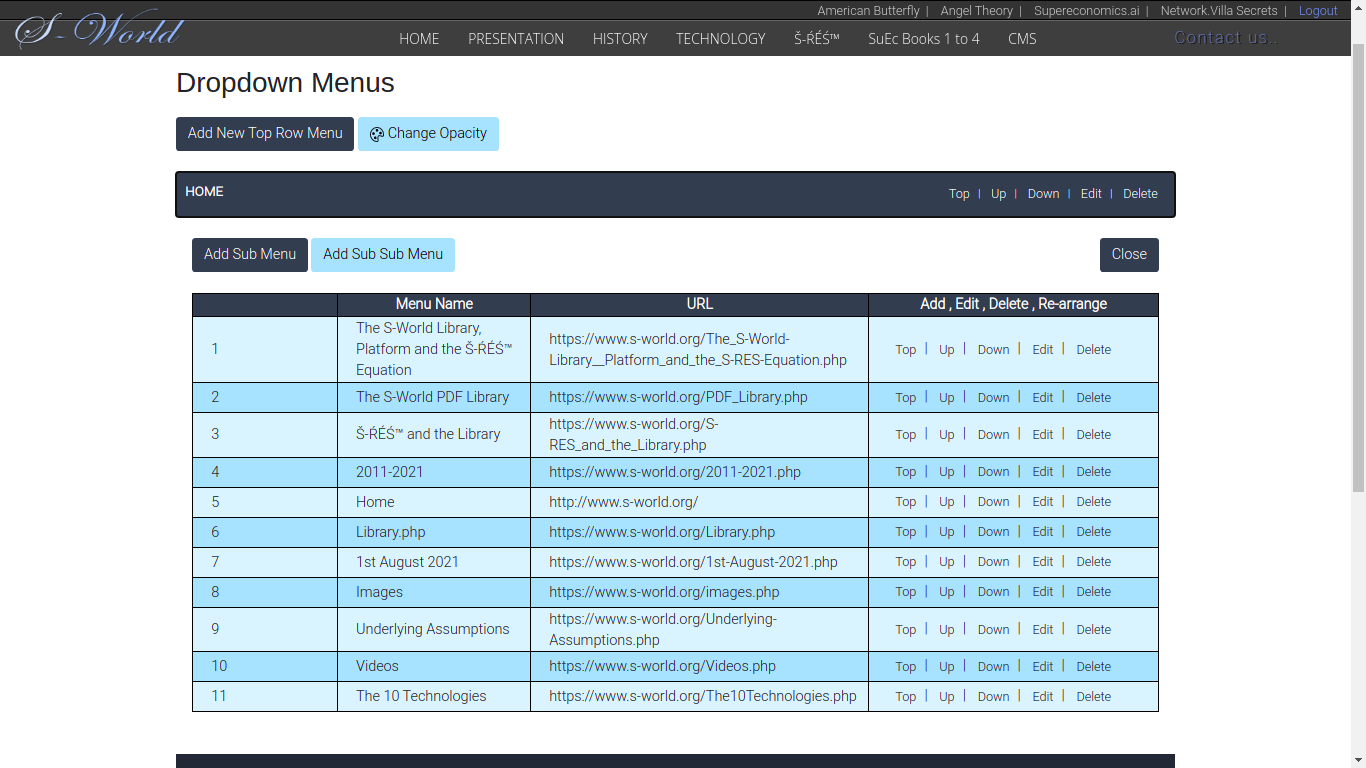 American Butterfly | Angel Theory | Supereconomics.ai | Network.Villa Secrets | Logout
S-World
HOME PRESENTATION HISTORY TECHNOLOGY Š-ŔÉŚ™ SuEc Books 1 to 4 CMS Contact us..
Dropdown Menus
Add New Top Row Menu Change Opacity
HOME Top | Up | Down | Edit | Delete
Add Sub Menu Add Sub Sub Menu Close
Menu Name URL Add , Edit , Delete , Re-arrange
1 The S-World Library,
Platform and the Š-ŔÉŚ™
Equation https://www.s-world.org/The_S-World-
Library__Platform_and_the_S-RES-Equation.php Top | Up | Down | Edit | Delete
2 The S-World PDF Library https://www.s-world.org/PDF_Library.php Top | Up | Down | Edit | Delete
3 Š-ŔÉŚ™ and the Library https://www.s-world.org/S-
RES_and_the_Library.php Top | Up | Down | Edit | Delete
4 2011-2021 https://www.s-world.org/2011-2021.php Top | Up | Down | Edit | Delete
5 Home http://www.s-world.org/ Top | Up | Down | Edit | Delete
6 Library.php https://www.s-world.org/Library.php Top | Up | Down | Edit | Delete
7 1st August 2021 https://www.s-world.org/1st-August-2021.php Top | Up | Down | Edit | Delete
8 Images https://www.s-world.org/images.php Top | Up | Down | Edit | Delete
9 Underlying Assumptions https://www.s-world.org/Underlying-
Assumptions.php Top | Up | Down | Edit | Delete
10 Videos https://www.s-world.org/Videos.php Top | Up | Down | Edit | Delete
11 The 10 Technologies https://www.s-world.org/The10Technologies.php Top | Up | Down | Edit | Delete